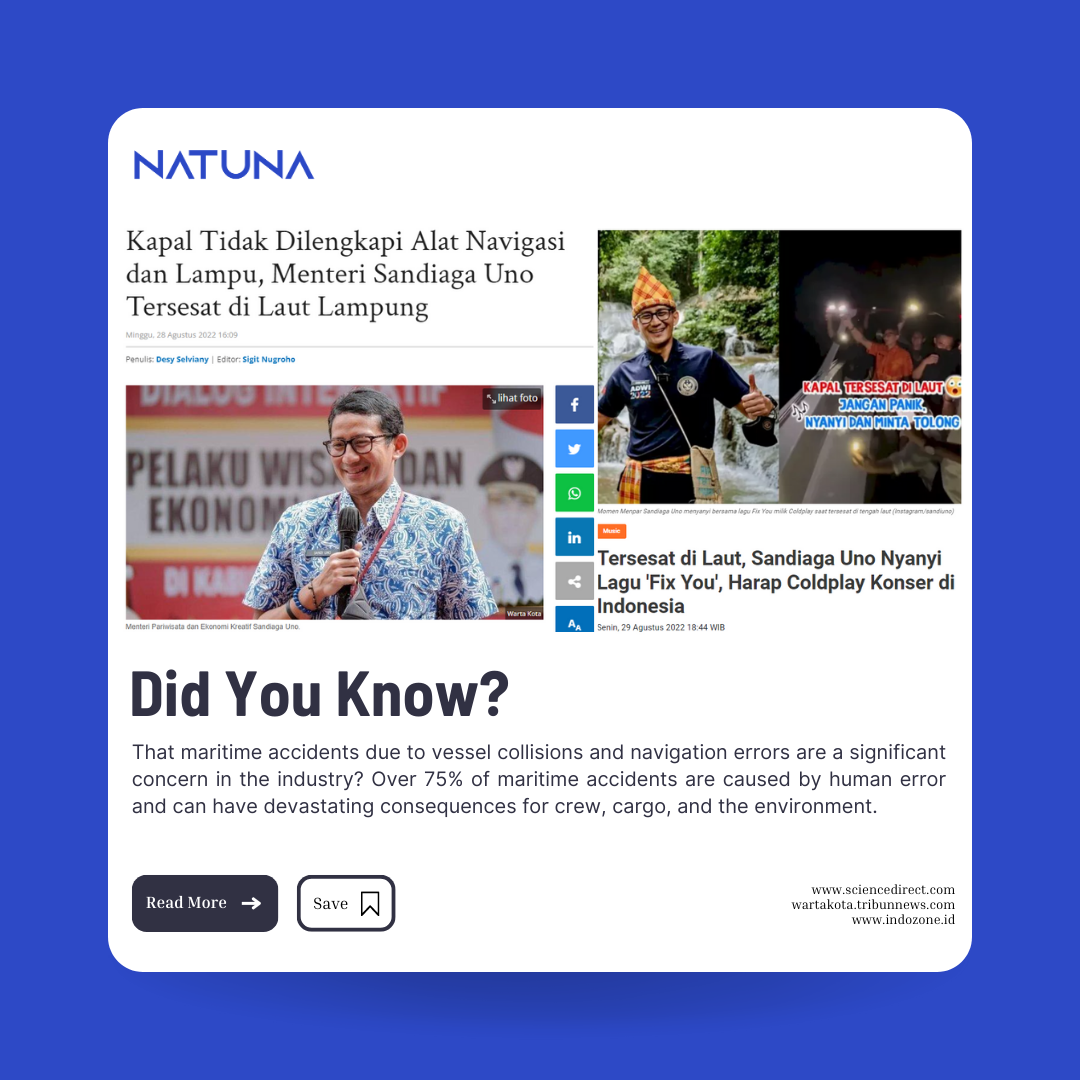 NATUNA
Kapal Tidak Dilengkapi Alat Navigasi
dan Lampu, Menteri Sandiaga Uno
Tersesat di Laut Lampung
Minggu, 28 Agustus 2022 16:09
Penulis: Desy Selviany | Editor: Sigit Nugroho
lihat foto
PELAKU WIS DAN
EKONOMI
DI KAB
Warta Kota
Menteri Pariwisata dan Ekonomi Kreatif Sandiaga Uno.
ADWI
2022
KAPAL TERSESAT DI LAUT 😮
JANGAN PANIK,
🎶 NYANYI DAN MINTA TOLONG
Momen Menpar Sandiaga Uno menyanyi bersama lagu Fix You milik Coldplay saat tersesat di tengah laut (Instagram/sandiuno)
Music
Tersesat di Laut, Sandiaga Uno Nyanyi
Lagu 'Fix You', Harap Coldplay Konser di
Indonesia
Senin, 29 Agustus 2022 18:44 WIB
AA
Did You Know?
That maritime accidents due to vessel collisions and navigation errors are a significant
concern in the industry? Over 75% of maritime accidents are caused by human error
and can have devastating consequences for crew, cargo, and the environment.
Read More →
Save
www.sciencedirect.com
wartakota.tribunnews.com
www.indozone.id